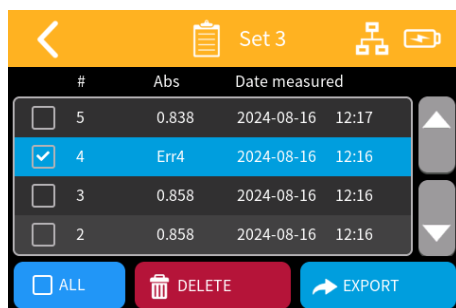 Set 3
# Abs Date measured
5 0.838 2024-08-16 12:17
4 Err4 2024-08-16 12:16
3 0.858 2024-08-16 12:16
2 0.858 2024-08-16 12:16
ALL DELETE EXPORT